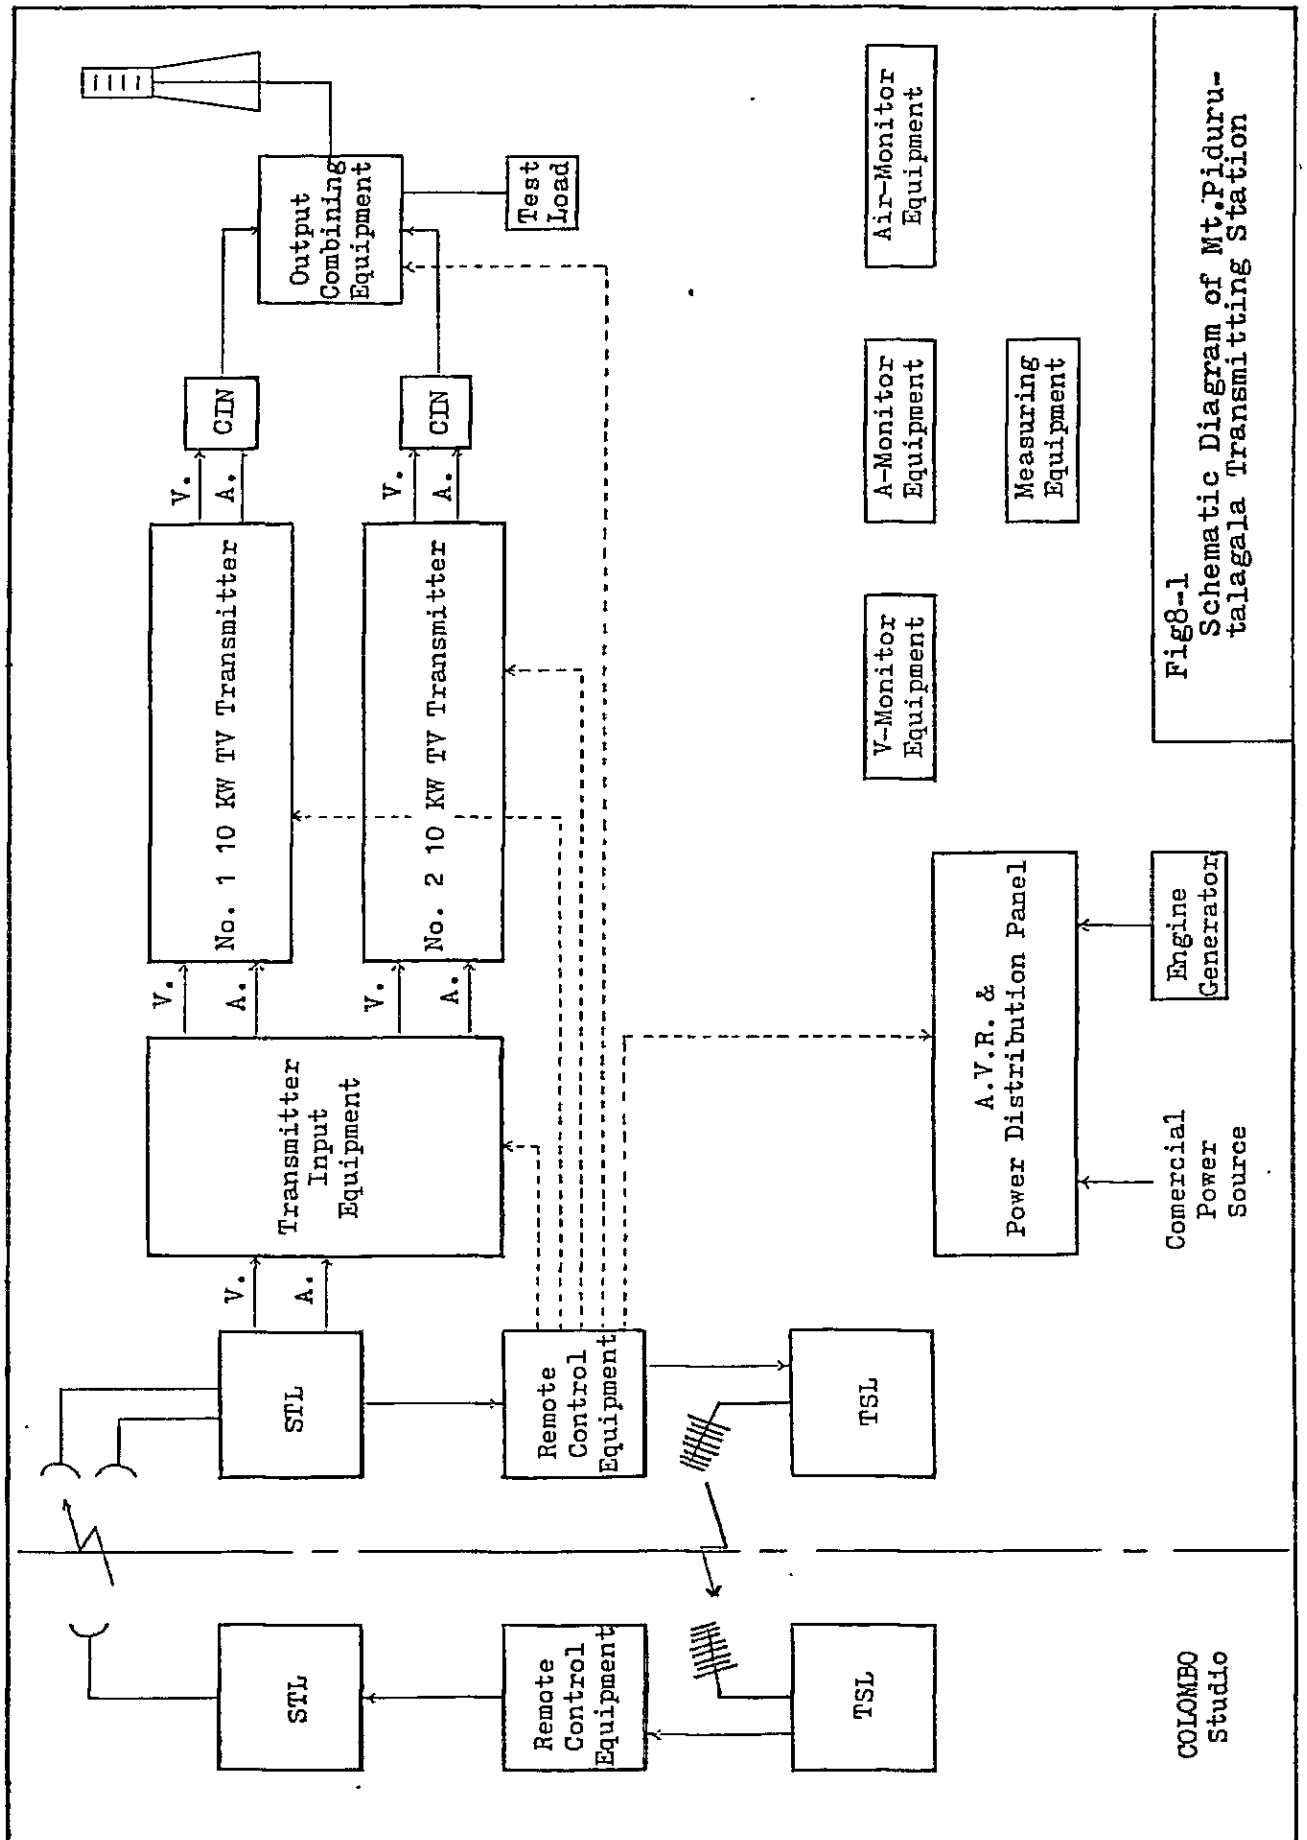 COLOMBO
Studio
STL
Remote
Control
Equipment
TSL
STL
Remote
Control
Equipment
TSL
V.
A.
Transmitter
Input
Equipment
V.
A.
V.
A.
No. 1 10 KW TV Transmitter
No. 2 10 KW TV Transmitter
V.
A.
V.
A.
CIN
CIN
Output
Combining
Equipment
Test
Load
A.V.R. &
Power Distribution Panel
Comercial
Power
Source
Engine
Generator
V-Monitor
Equipment
A-Monitor
Equipment
Air-Monitor
Equipment
Measuring
Equipment
Fig8-1
Schematic Diagram of Mt.Piduru-
talagala Transmitting Station